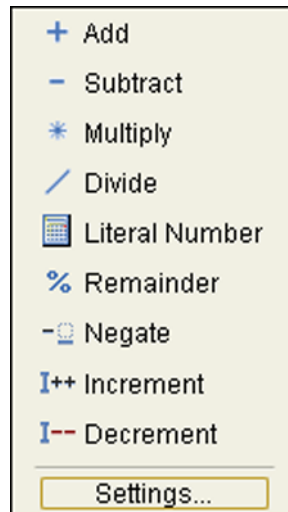 + Add
- Subtract
* Multiply
/ Divide
Literal Number
% Remainder
- Negate
I++ Increment
I-- Decrement
Settings...